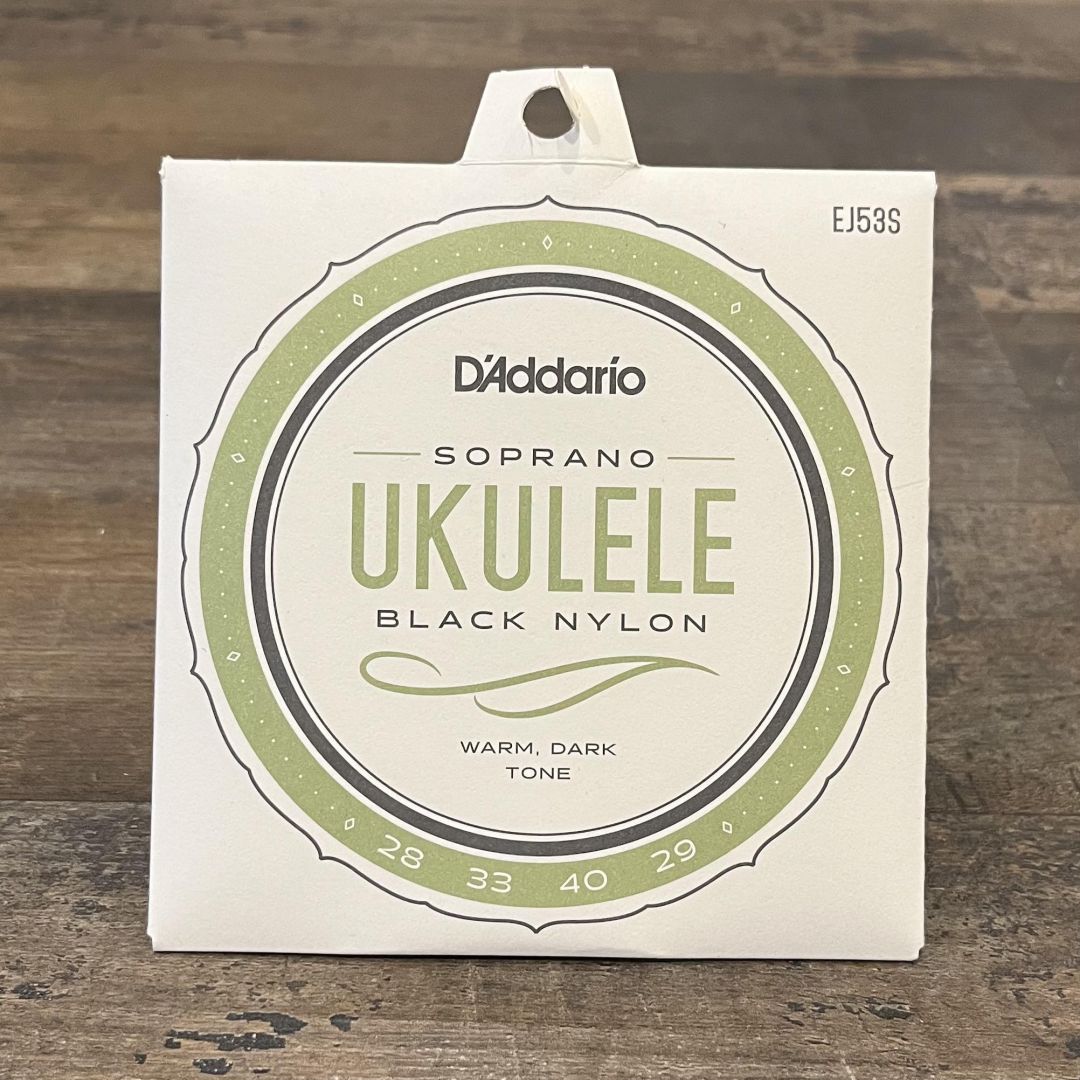 EJ53S
D'Addario
SOPRANO
UKULELE
BLACK NYLON
WARM, DARK
TONE
28 33 40 29